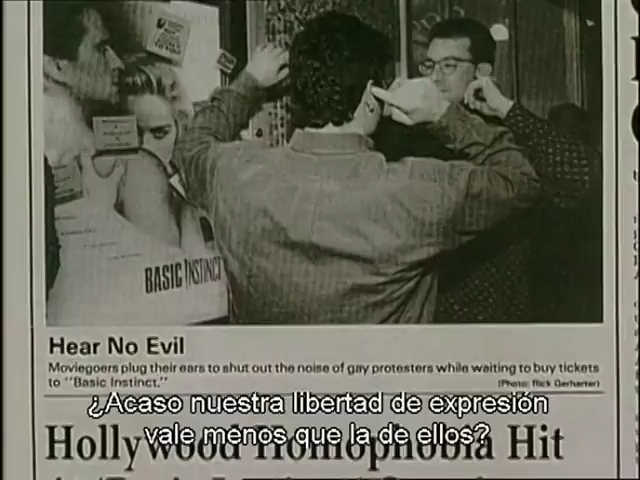 BASIC INSTINCT
Hear No Evil
Moviegoers plug their ears to shut out the noise of gay protesters while waiting to buy tickets
to "Basic Instinct."
(Photo: Rick Gerharter)
¿Acaso nuestra libertad de expresión
vale menos que la de ellos?
Hollywood Homophobia Hit